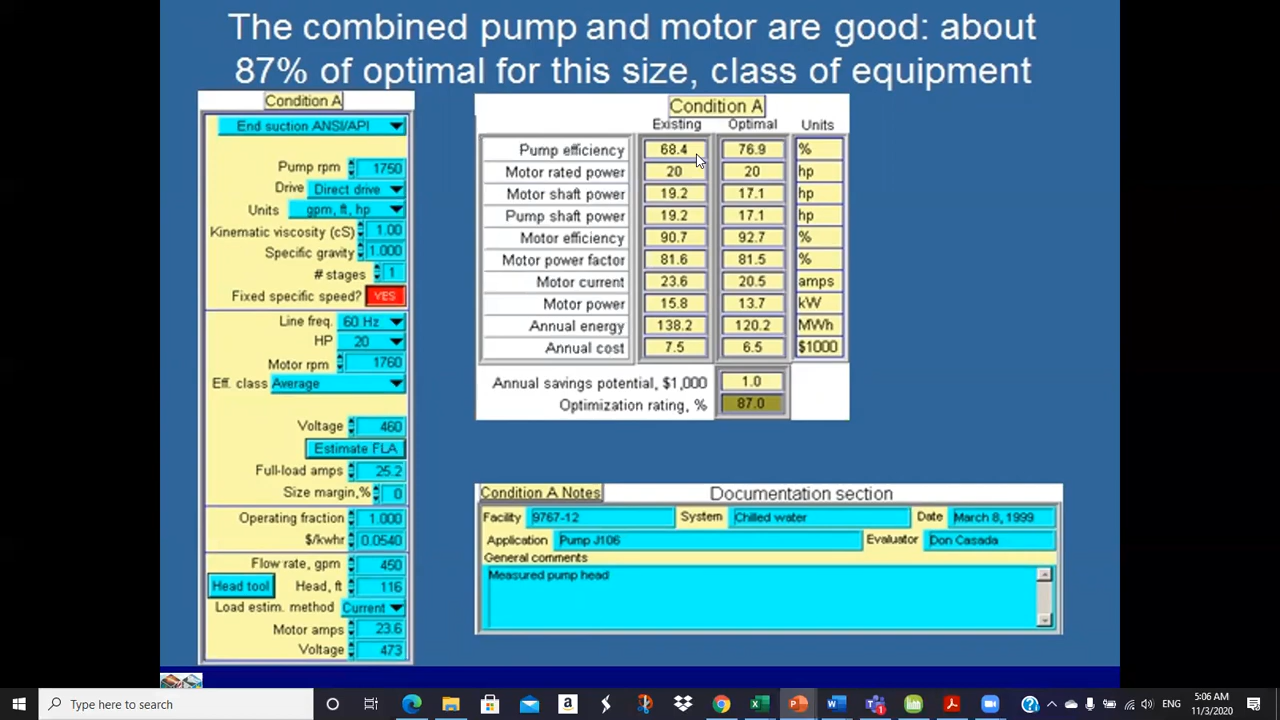 The combined pump and motor are good: about
87% of optimal for this size, class of equipment
Condition A
End suction ANSI/API
Pump rpm 1750
Drive Direct drive
Units gpm, ft, hp
Kinematic viscosity (cS) 1.00
Specific gravity 1.000
# stages 1
Fixed specific speed? YES
Line freq. 60 Hz
HP 20
Motor rpm 1760
Eff. class Average
Voltage 460
Estimate FLA
Full-load amps 25.2
Size margin,% 0
Operating fraction 1.000
$/kwhr 0.0540
Flow rate, gpm 450
Head tool Head, ft 116
Load estim. method Current
Motor amps 23.6
Voltage 473
Condition A
Existing Optimal Units
Pump efficiency 68.4 76.9 %
Motor rated power 20 20 hp
Motor shaft power 19.2 17.1 hp
Pump shaft power 19.2 17.1 hp
Motor efficiency 90.7 92.7 %
Motor power factor 81.6 81.5 %
Motor current 23.6 20.5 amps
Motor power 15.8 13.7 kW
Annual energy 138.2 120.2 MWh
Annual cost 7.5 6.5 $1000
Annual savings potential, $1,000 1.0
Optimization rating, % 87.0
Condition A Notes Documentation section
Facility 9767-12 System Chilled water Date March 8, 1999
Application Pump J106 Evaluator Don Casada
General comments
Measured pump head
Type here to search
5:06 AM
11/3/2020